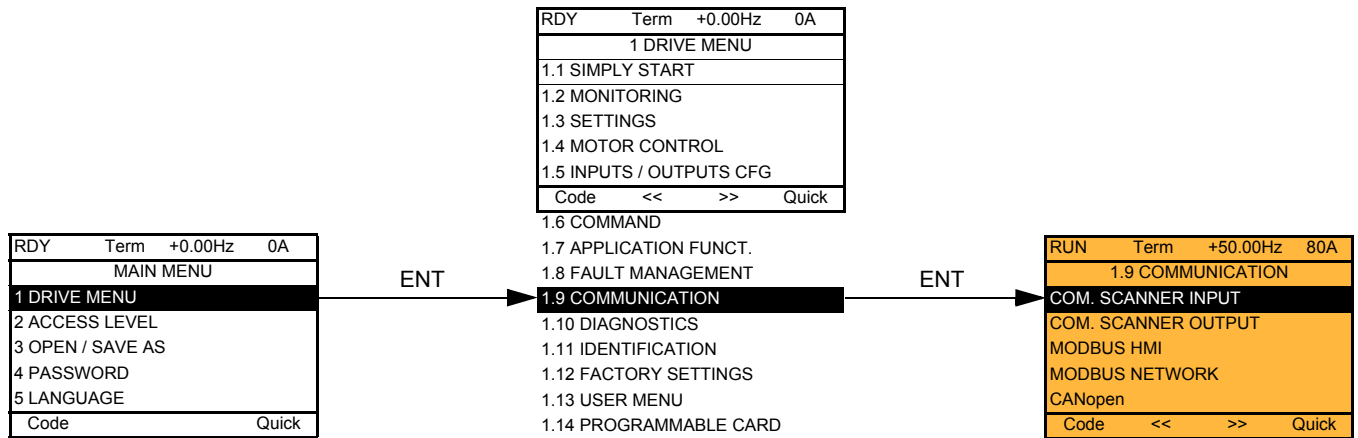 RDY Term +0.00Hz 0A
MAIN MENU
1 DRIVE MENU
2 ACCESS LEVEL
3 OPEN / SAVE AS
4 PASSWORD
5 LANGUAGE
Code Quick
ENT
RDY Term +0.00Hz 0A
1 DRIVE MENU
1.1 SIMPLY START
1.2 MONITORING
1.3 SETTINGS
1.4 MOTOR CONTROL
1.5 INPUTS / OUTPUTS CFG
Code << >> Quick
1.6 COMMAND
1.7 APPLICATION FUNCT.
1.8 FAULT MANAGEMENT
1.9 COMMUNICATION
1.10 DIAGNOSTICS
1.11 IDENTIFICATION
1.12 FACTORY SETTINGS
1.13 USER MENU
1.14 PROGRAMMABLE CARD
ENT
RUN Term +50.00Hz 80A
1.9 COMMUNICATION
COM. SCANNER INPUT
COM. SCANNER OUTPUT
MODBUS HMI
MODBUS NETWORK
CANopen
Code << >> Quick